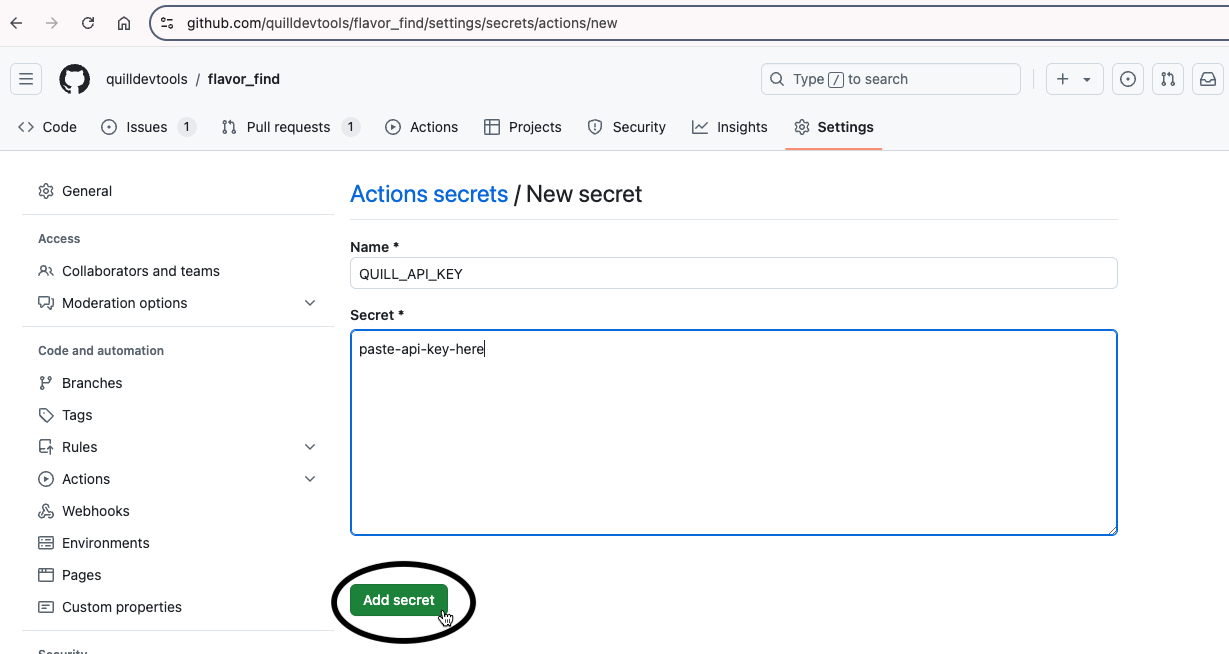 github.com/quilldevtools/flavor_find/settings/secrets/actions/new
quilldevtools / flavor_find
Type / to search
Code Issues 1 Pull requests 1 Actions Projects Security Insights Settings
General
Access
Collaborators and teams
Moderation options
Code and automation
Branches
Tags
Rules
Actions
Webhooks
Environments
Pages
Custom properties
Security
Actions secrets / New secret
Name *
QUILL_API_KEY
Secret *
paste-api-key-here
Add secret